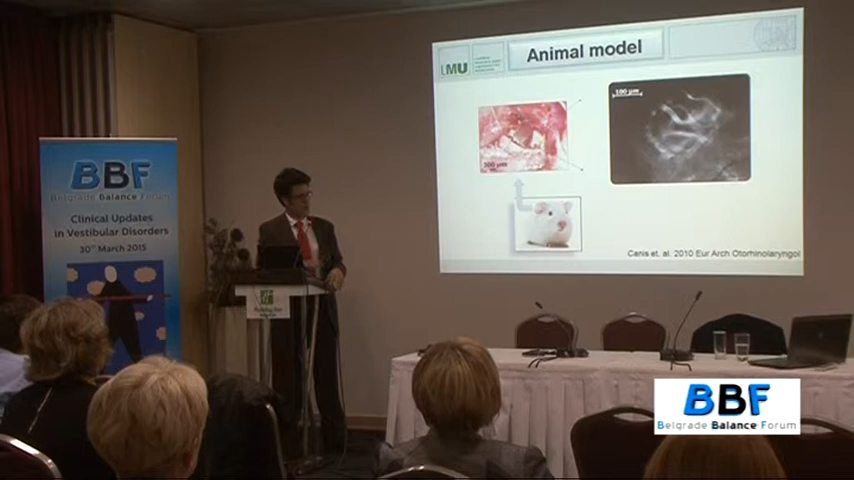 BBF
Belgrade Balance Forum
Clinical Updates
in Vestibular Disorders
30th March 2015
LMU
Animal model
100 µm
300 µm
Canis et. al. 2010 Eur Arch Otorhinolaryngol
BBF
Belgrade Balance Forum